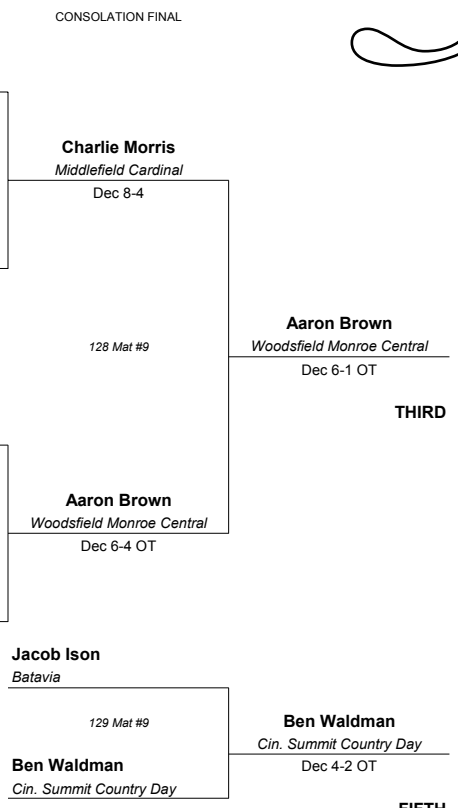 CONSOLATION FINAL
Charlie Morris
Middlefield Cardinal
Dec 8-4
128 Mat #9
Aaron Brown
Woodsfield Monroe Central
Dec 6-1 OT
THIRD
Aaron Brown
Woodsfield Monroe Central
Dec 6-4 OT
Jacob Ison
Batavia
129 Mat #9
Ben Waldman
Cin. Summit Country Day
Dec 4-2 OT
Ben Waldman
Cin. Summit Country Day
FIFTH